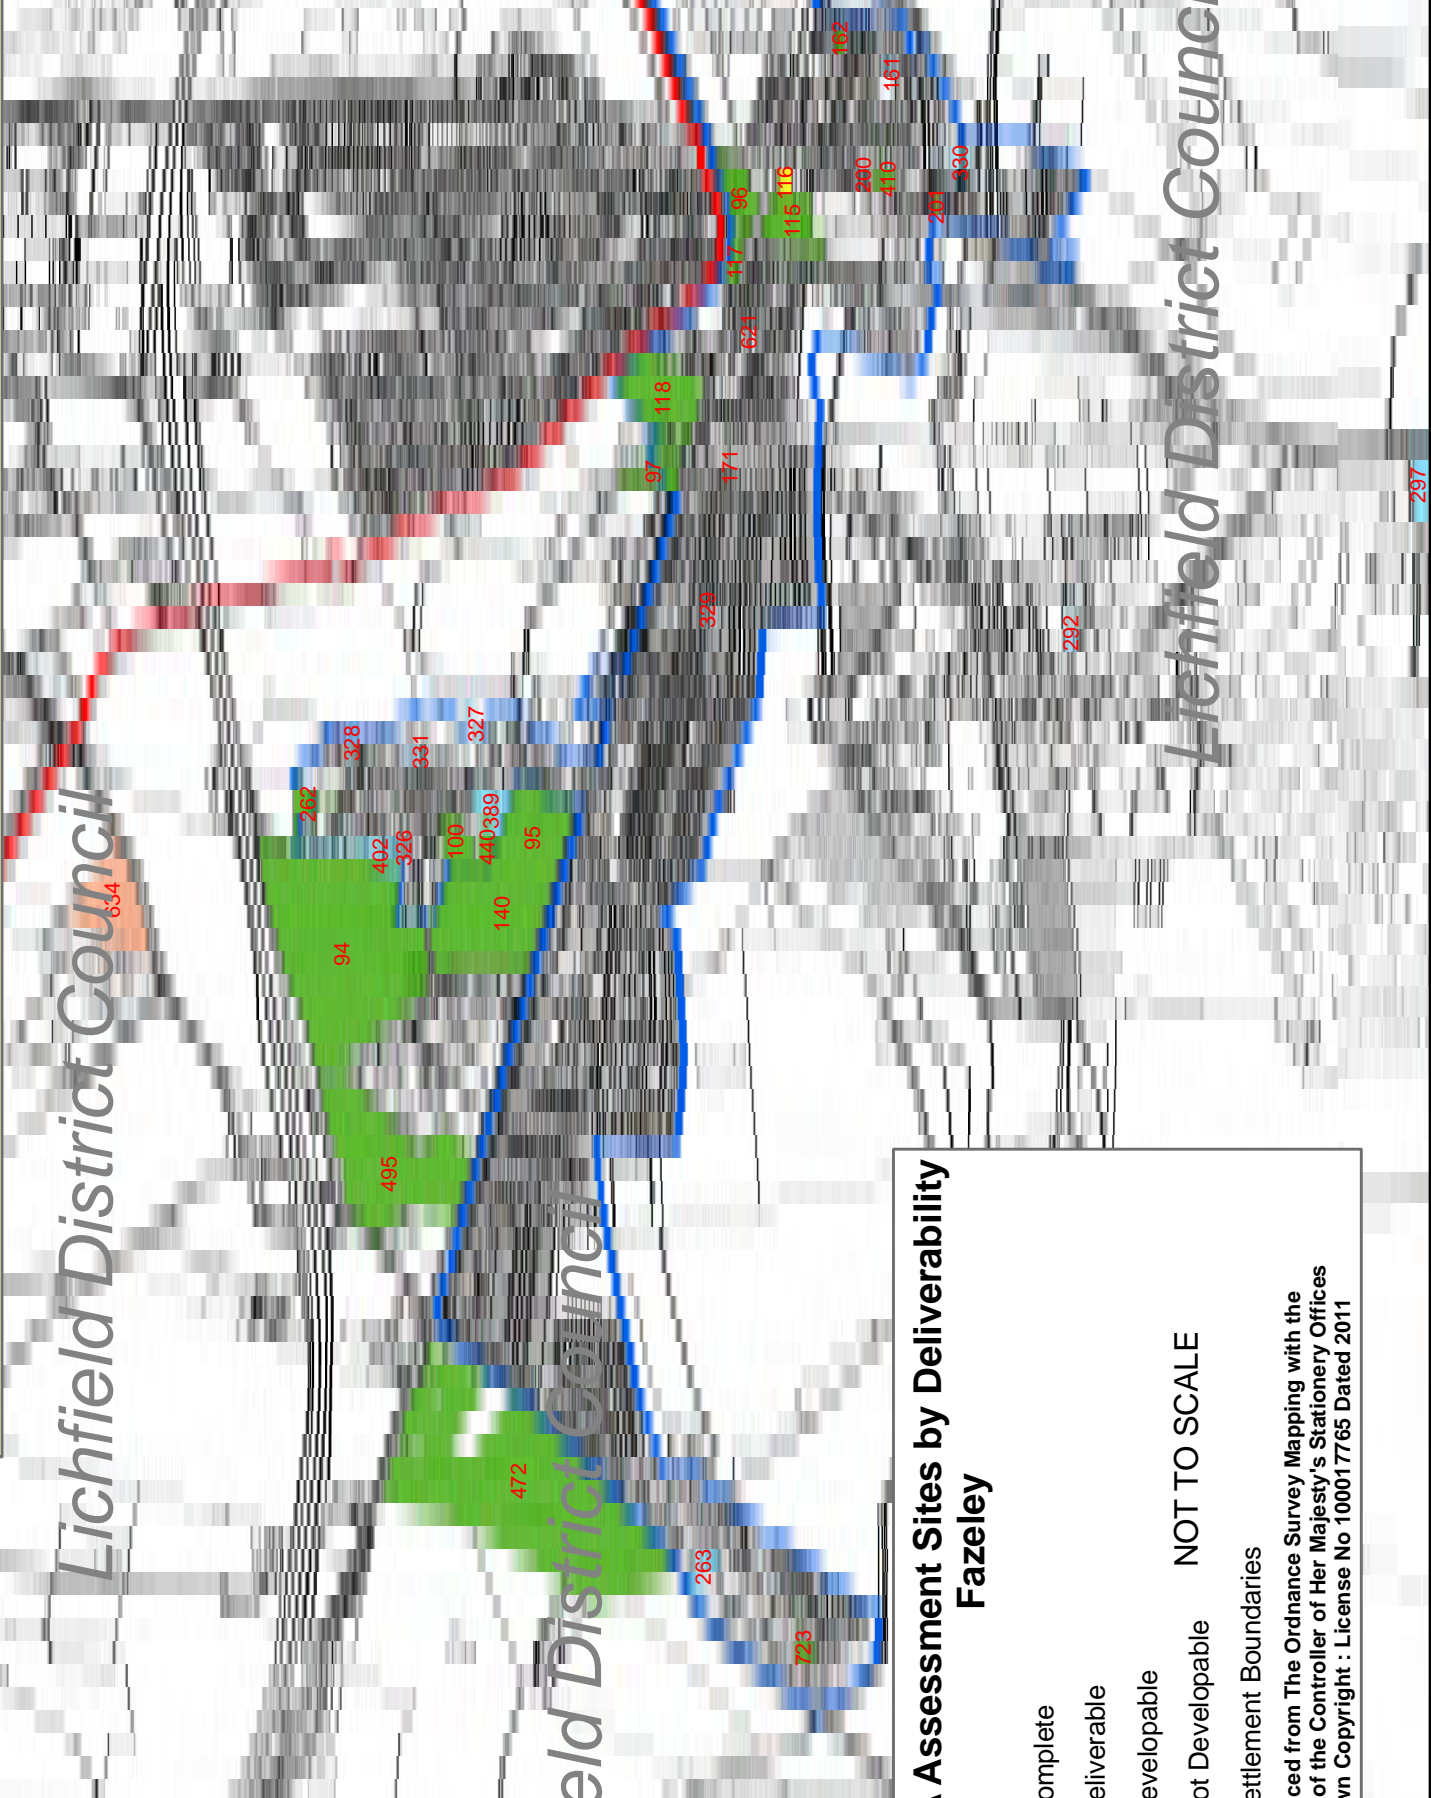 Lichfield District Council
Lichfield District Council
eld District Council
634
94
495
472
263
723
262
328
331
327
402
326
100
440
389
95
140
329
171
97
118
621
117
96
116
115
200
410
201
330
161
162
292
297
Assessment Sites by Deliverability
Fazeley
omplete
eliverable
evelopable
ot Developable
NOT TO SCALE
ettlement Boundaries
ced from The Ordnance Survey Mapping with the
of the Controller of Her Majesty's Stationery Offices
wn Copyright : License No 100017765 Dated 2011